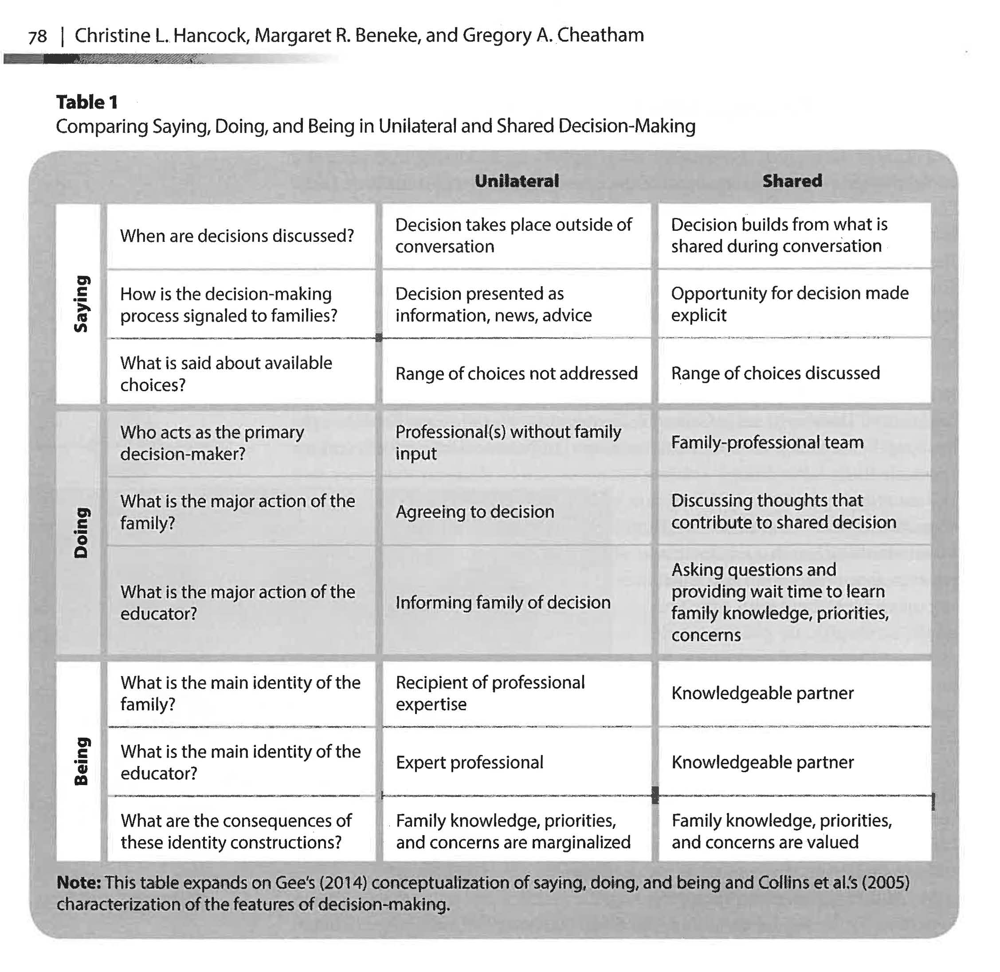 78 | Christine L. Hancock, Margaret R. Beneke, and Gregory A. Cheatham
Table 1
Comparing Saying, Doing, and Being in Unilateral and Shared Decision-Making
Unilateral
Shared
Saying
When are decisions discussed?
Decision takes place outside of
conversation
Decision builds from what is
shared during conversation
How is the decision-making
process signaled to families?
Decision presented as
information, news, advice
Opportunity for decision made
explicit
What is said about available
choices?
Range of choices not addressed
Range of choices discussed
Doing
Who acts as the primary
decision-maker?
Professional(s) without family
input
Family-professional team
What is the major action of the
family?
Agreeing to decision
Discussing thoughts that
contribute to shared decision
What is the major action of the
educator?
Informing family of decision
Asking questions and
providing wait time to learn
family knowledge, priorities,
concerns
Being
What is the main identity of the
family?
Recipient of professional
expertise
Knowledgeable partner
What is the main identity of the
educator?
Expert professional
Knowledgeable partner
What are the consequences of
these identity constructions?
Family knowledge, priorities,
and concerns are marginalized
Family knowledge, priorities,
and concerns are valued
Note: This table expands on Gee's (2014) conceptualization of saying, doing, and being and Collins et al.'s (2005)
characterization of the features of decision-making.